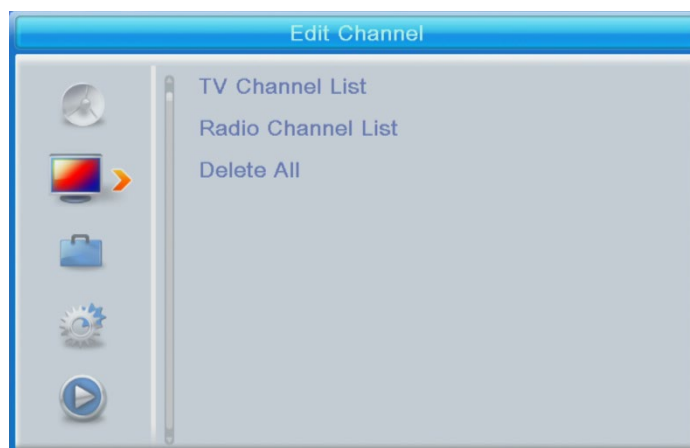 Edit Channel
TV Channel List
Radio Channel List
Delete All